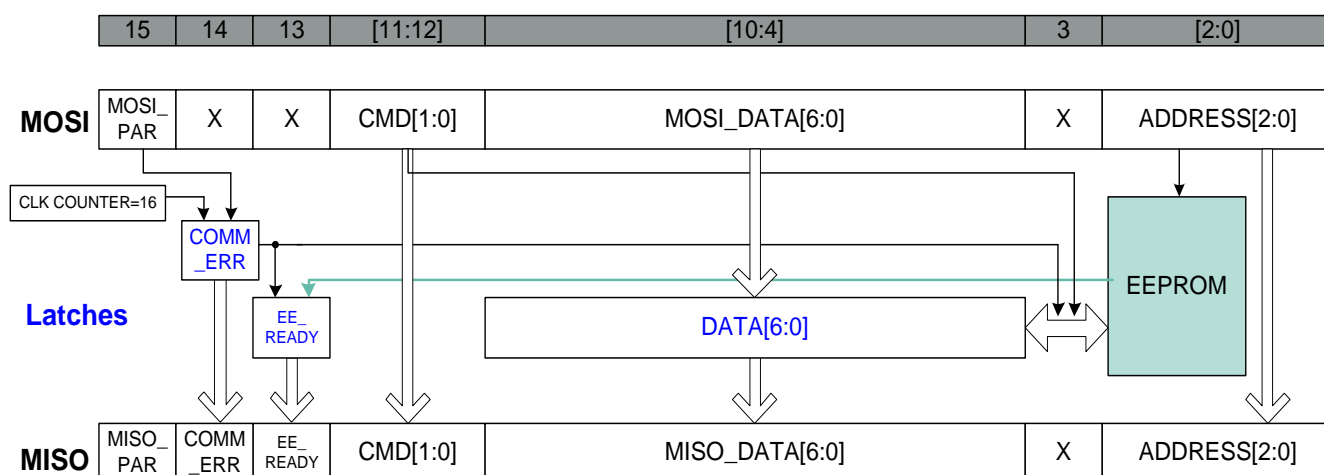 15 14 13 [11:12] [10:4] 3 [2:0]
MOSI MOSI_ X X CMD[1:0] MOSI_DATA[6:0] X ADDRESS[2:0]
PAR
CLK COUNTER=16
COMM
_ERR
EEPROM
Latches
EE_
READY
DATA[6:0]
MISO MISO_ COMM EE_ CMD[1:0] MISO_DATA[6:0] X ADDRESS[2:0]
PAR _ERR READY